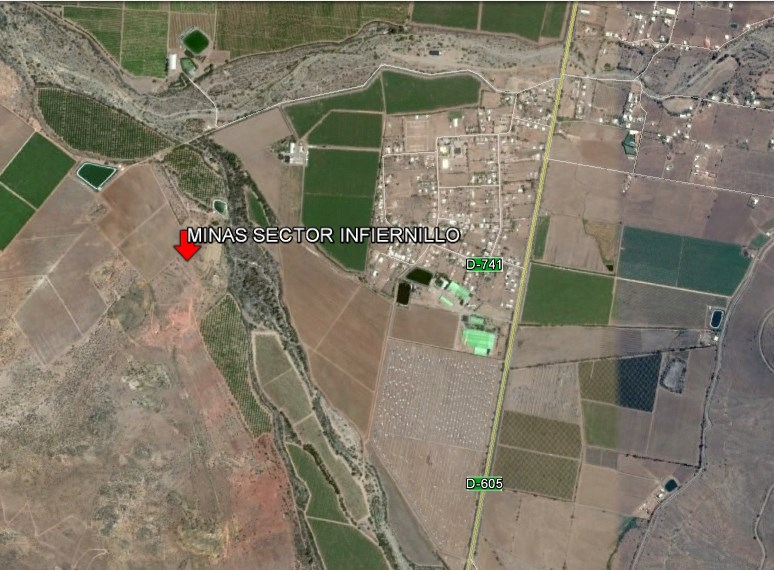 MINAS SECTOR INFIERNILLO
D-741
D-605